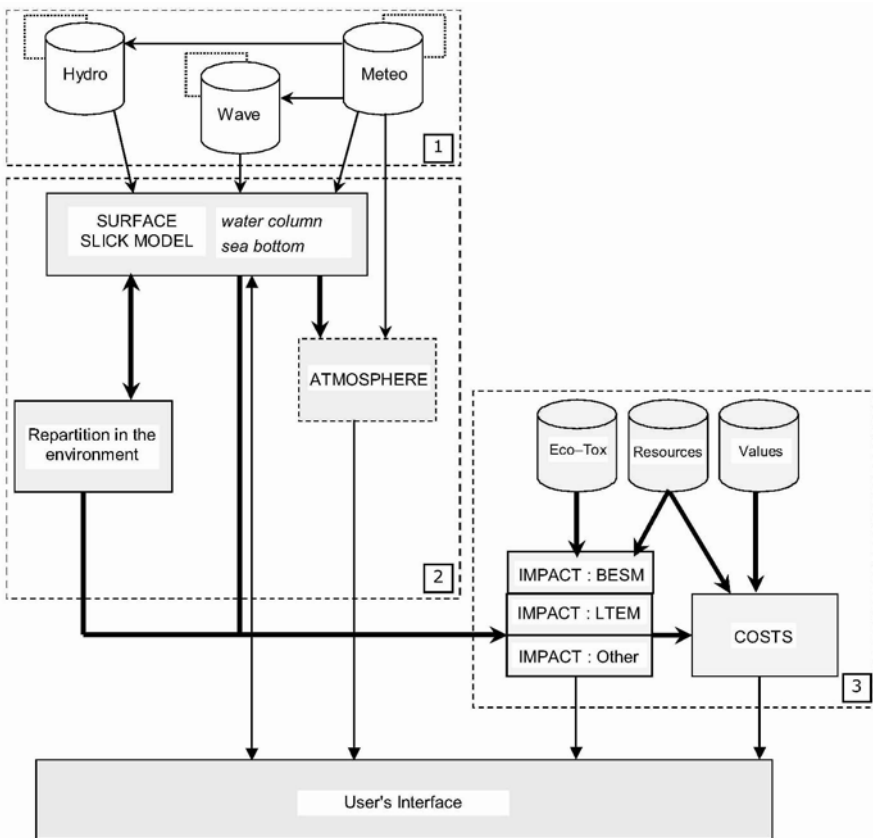 Hydro
Meteo
Wave
1
SURFACE
SLICK MODEL
water column
sea bottom
ATMOSPHERE
Repartition in the
environment
2
Eco–Tox
Resources
Values
IMPACT : BESM
IMPACT : LTEM
IMPACT : Other
COSTS
3
User's Interface